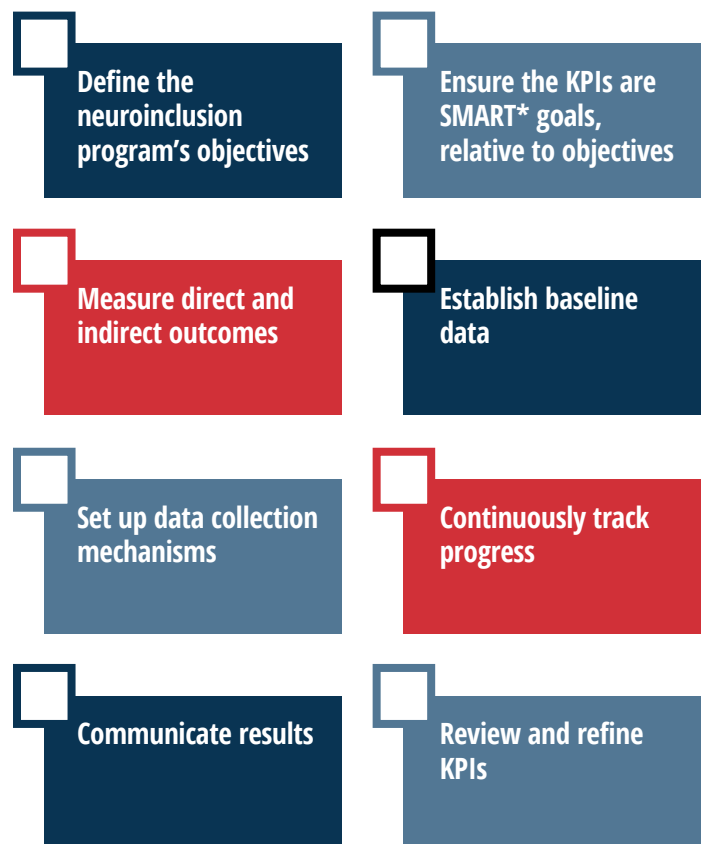 Define the
neuroinclusion
program’s objectives
Ensure the KPIs are
SMART* goals,
relative to objectives
Measure direct and
indirect outcomes
Establish baseline
data
Set up data collection
mechanisms
Continuously track
progress
Communicate results
Review and refine
KPIs